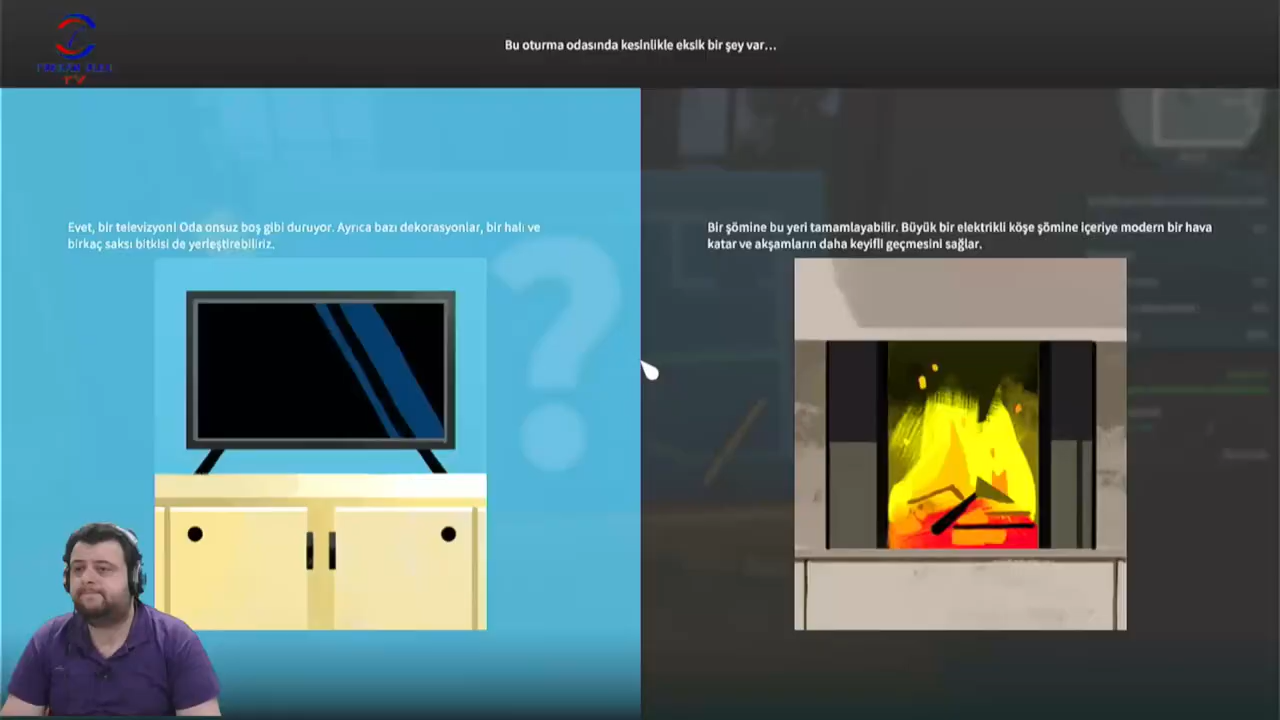 Bu oturma odasında kesinlikle eksik bir şey var...
Evet, bir televizyon! Oda onsuz boş gibi duruyor. Ayrıca bazı dekorasyonlar, bir halı ve
birkaç saksı bitkisi de yerleştirebiliriz.
Bir şömine bu yeri tamamlayabilir. Büyük bir elektrikli köşe şömine içeriye modern bir hava
katar ve akşamların daha keyifli geçmesini sağlar.
TV